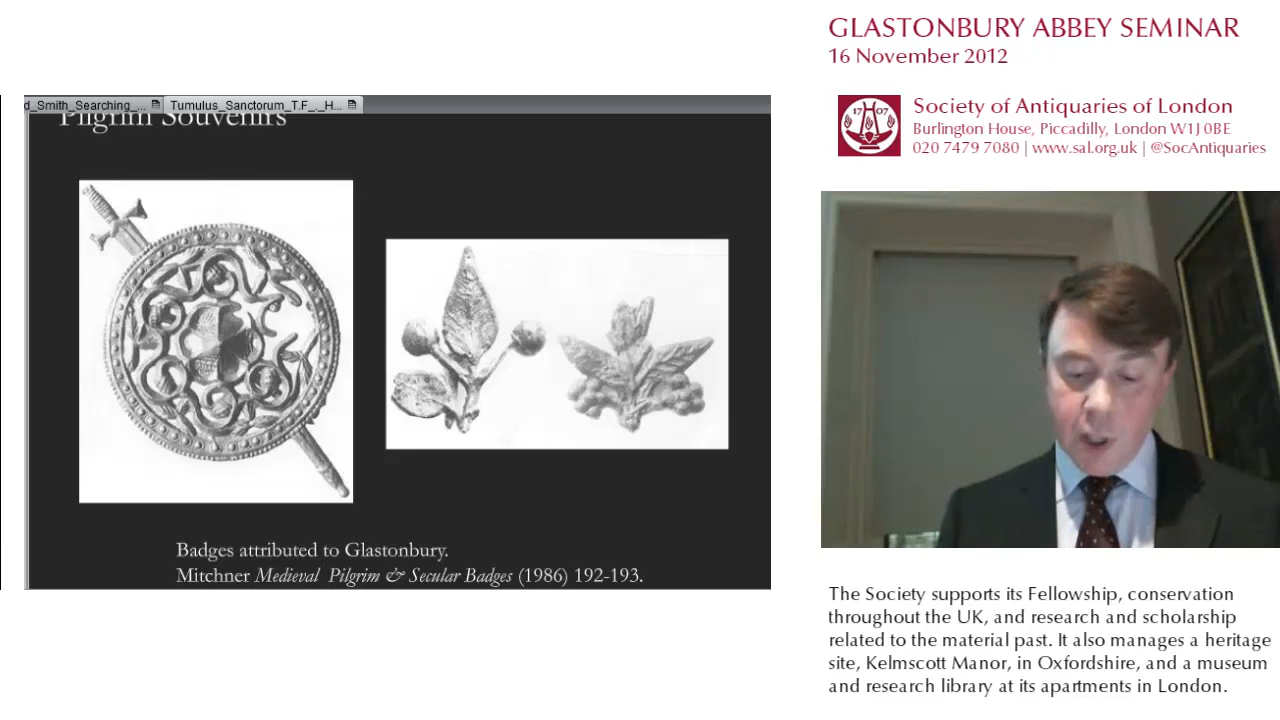 d_Smith_Searching_...
Tumulus_Sanctorum_T.F_._H...
Pilgrim Souvenirs
Badges attributed to Glastonbury.
Mitchner Medieval Pilgrim & Secular Badges (1986) 192-193.
GLASTONBURY ABBEY SEMINAR
16 November 2012
17 07
Society of Antiquaries of London
Burlington House, Piccadilly, London W1J 0BE
020 7479 7080 | www.sal.org.uk | @SocAntiquaries
The Society supports its Fellowship, conservation
throughout the UK, and research and scholarship
related to the material past. It also manages a heritage
site, Kelmscott Manor, in Oxfordshire, and a museum
and research library at its apartments in London.